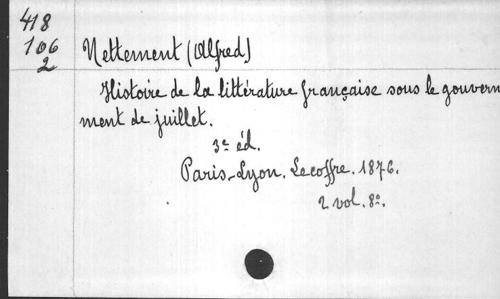 418
106
2
Nettement (Alfred)
Histoire de la littérature française sous le gouvern
ment de juillet.
3e éd.
Paris-Lyon. Lecoffre. 1876.
2 vol. 8o.